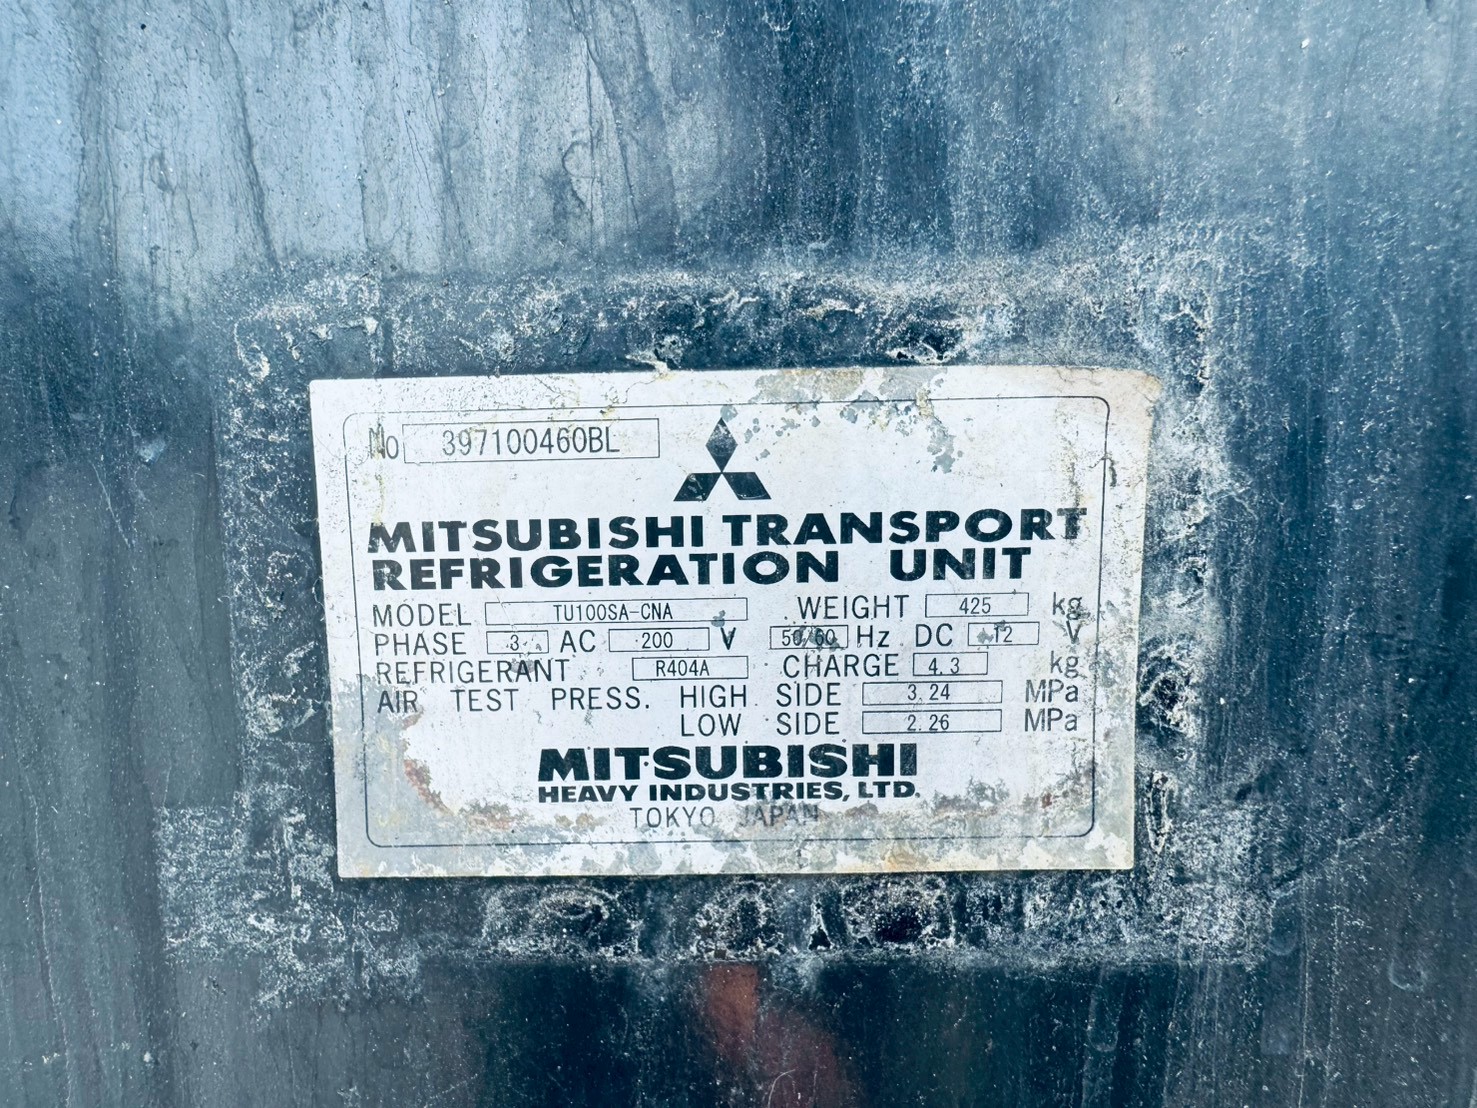 No 397100460BL
MITSUBISHI TRANSPORT
REFRIGERATION UNIT
MODEL TU100SA-CNA WEIGHT 425 kg
PHASE 3 AC 200 V 50/60 Hz DC 12 V
REFRIGERANT R404A CHARGE 4.3 kg
AIR TEST PRESS. HIGH SIDE 3.24 MPa
LOW SIDE 2.26 MPa
MITSUBISHI
HEAVY INDUSTRIES, LTD.
TOKYO JAPAN